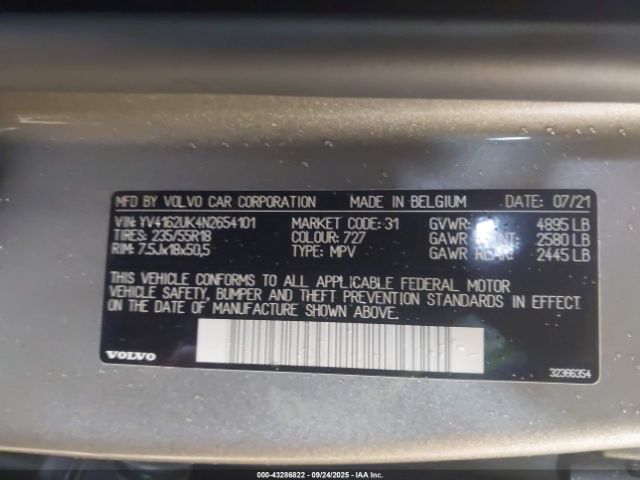 MFD BY VOLVO CAR CORPORATION MADE IN BELGIUM DATE: 07/21
VIN: YV4162UK4N2654101 MARKET CODE: 31 GVWR: 4895 LB
TIRES: 235/55R18 COLOUR: 727 GAWR FRONT: 2580 LB
RIM: 7.5Jx18x50,5 TYPE: MPV GAWR REAR: 2445 LB
THIS VEHICLE CONFORMS TO ALL APPLICABLE FEDERAL MOTOR
VEHICLE SAFETY, BUMPER AND THEFT PREVENTION STANDARDS IN EFFECT
ON THE DATE OF MANUFACTURE SHOWN ABOVE.
VOLVO
32366354
000-43286822 - 09/24/2025 - IAA Inc.